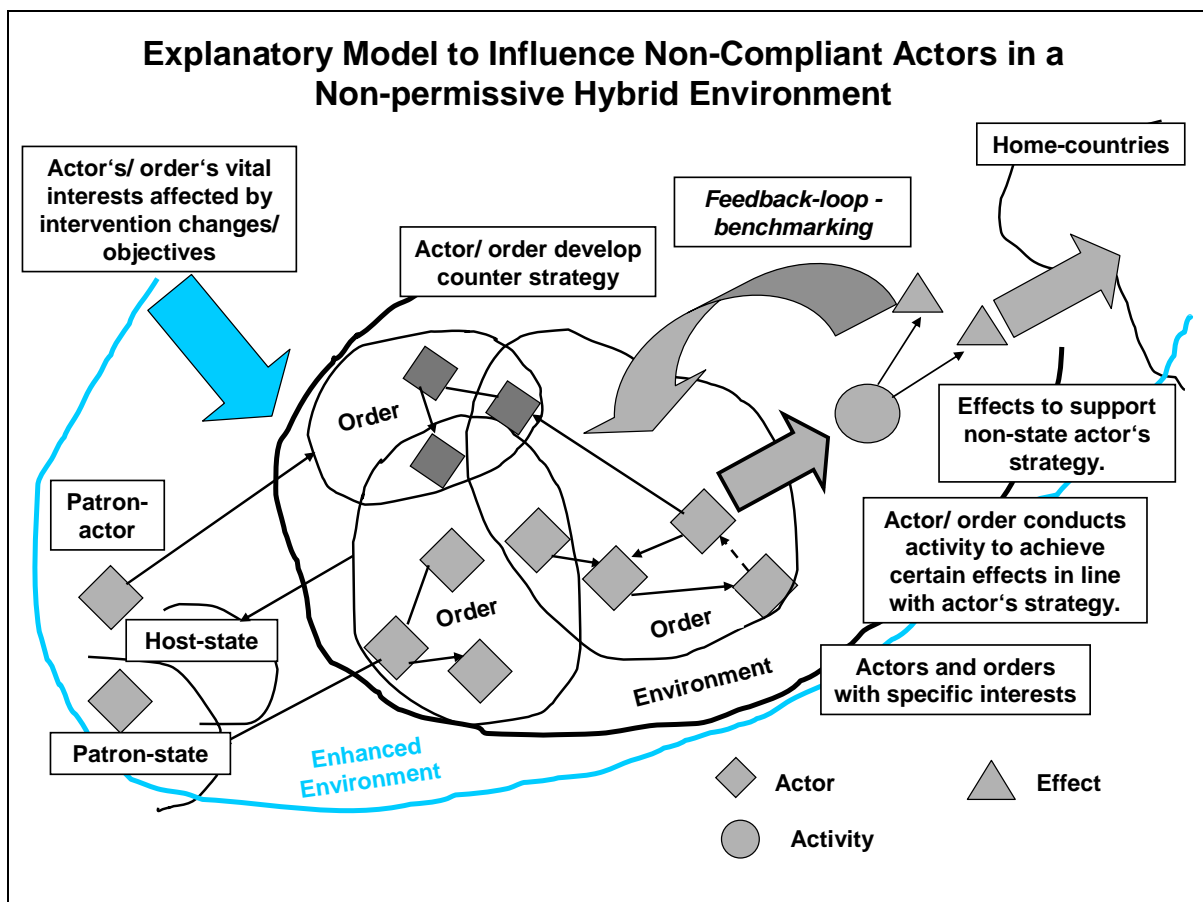 Explanatory Model to Influence Non-Compliant Actors in a
Non-permissive Hybrid Environment
Home-countries
Actor‘s/ order‘s vital
interests affected by
intervention changes/
objectives
Feedback-loop -
benchmarking
Actor/ order develop
counter strategy
Order
Effects to support
non-state actor‘s
strategy.
Patron-
actor
Actor/ order conducts
activity to achieve
certain effects in line
with actor‘s strategy.
Host-state
Order
Order
Environment
Actors and orders
with specific interests
Patron-state
Enhanced
Environment
Actor
Effect
Activity